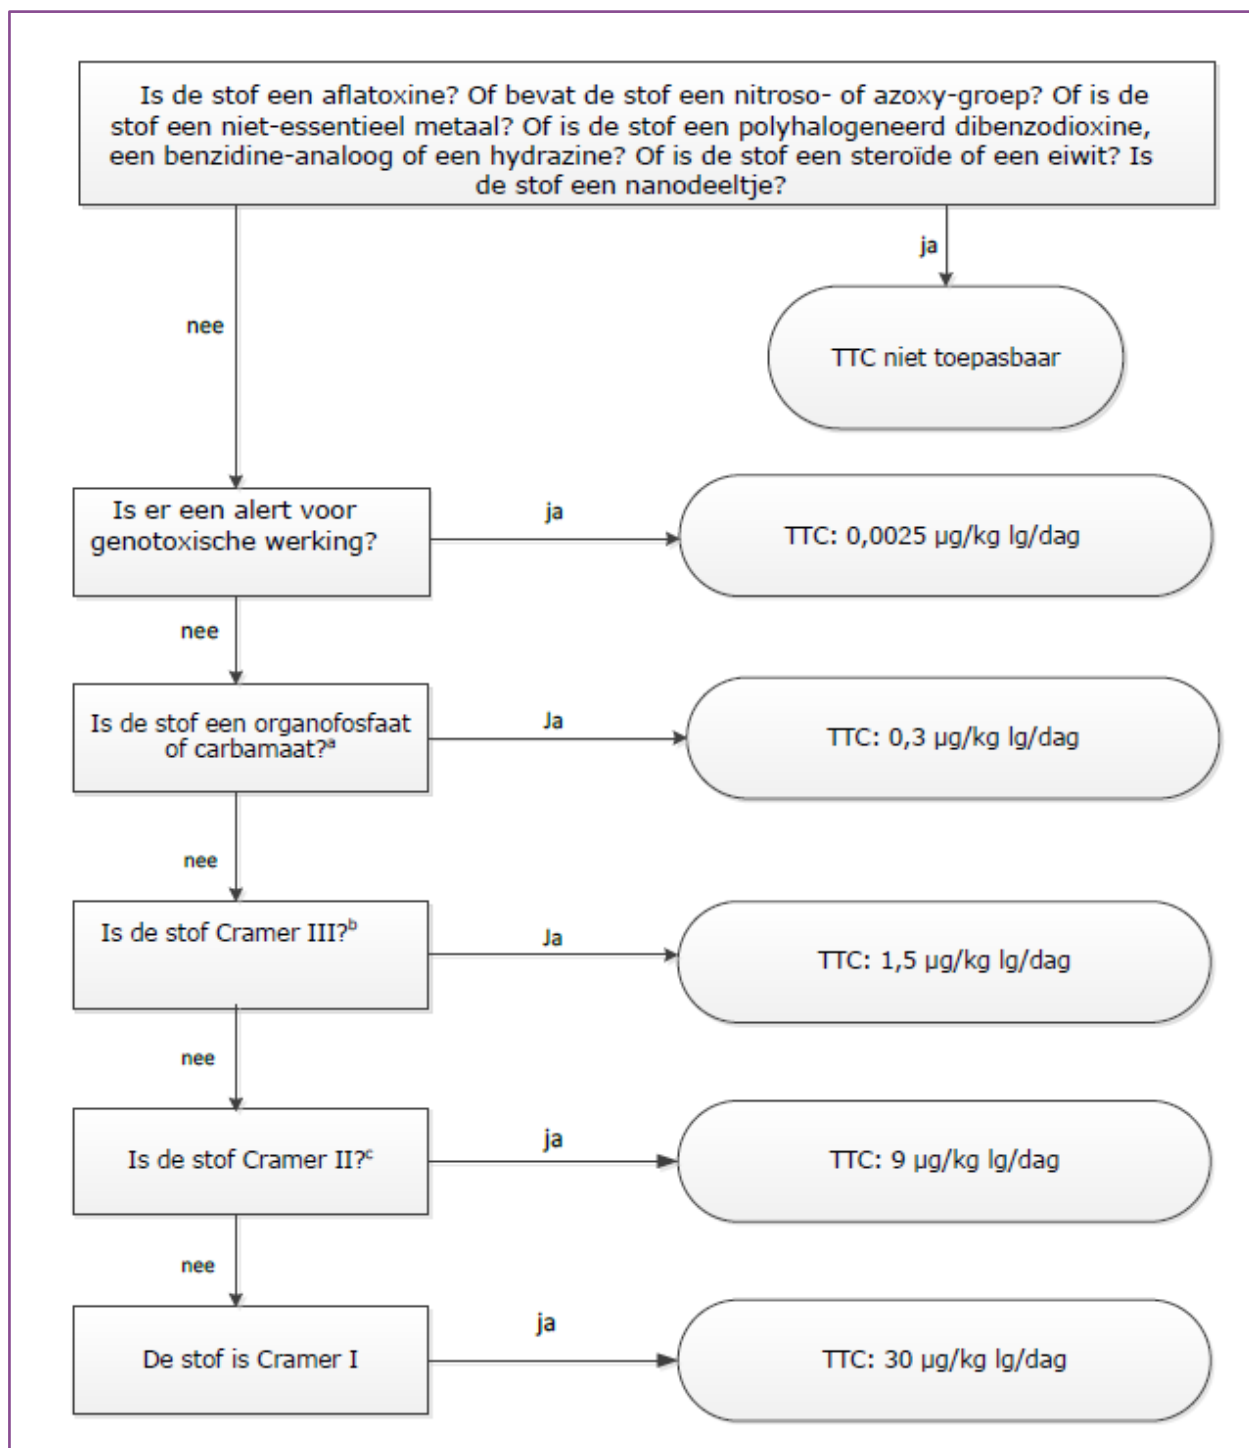 Is de stof een aflatoxine? Of bevat de stof een nitroso- of azoxy-groep? Of is de
stof een niet-essentieel metaal? Of is de stof een polyhalogeneerd dibenzodioxine,
een benzidine-analoog of een hydrazine? Of is de stof een steroïde of een eiwit? Is
de stof een nanodeeltje?
ja
nee
TTC niet toepasbaar
Is er een alert voor
genotoxische werking?
ja
TTC: 0,0025 µg/kg lg/dag
nee
Is de stof een organofosfaat
of carbamaat?ᵃ
Ja
TTC: 0,3 µg/kg lg/dag
nee
Is de stof Cramer III?ᵇ
Ja
TTC: 1,5 µg/kg lg/dag
nee
Is de stof Cramer II?ᶜ
ja
TTC: 9 µg/kg lg/dag
nee
De stof is Cramer I
ja
TTC: 30 µg/kg lg/dag